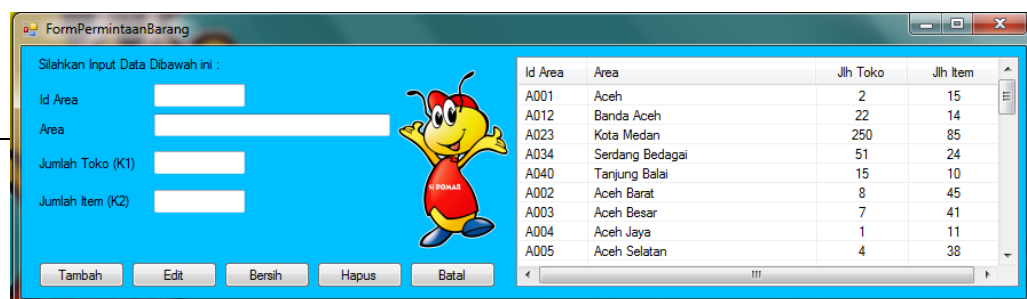 FormPermintaanBarang
Silahkan Input Data Dibawah ini :
Id Area
Area
Jumlah Toko (K1)
Jumlah Item (K2)
Tambah Edit Bersih Hapus Batal
Id Area Area Jlh Toko Jlh Item
A001 Aceh 2 15
A012 Banda Aceh 22 14
A023 Kota Medan 250 85
A034 Serdang Bedagai 51 24
A040 Tanjung Balai 15 10
A002 Aceh Barat 8 45
A003 Aceh Besar 7 41
A004 Aceh Jaya 1 11
A005 Aceh Selatan 4 38